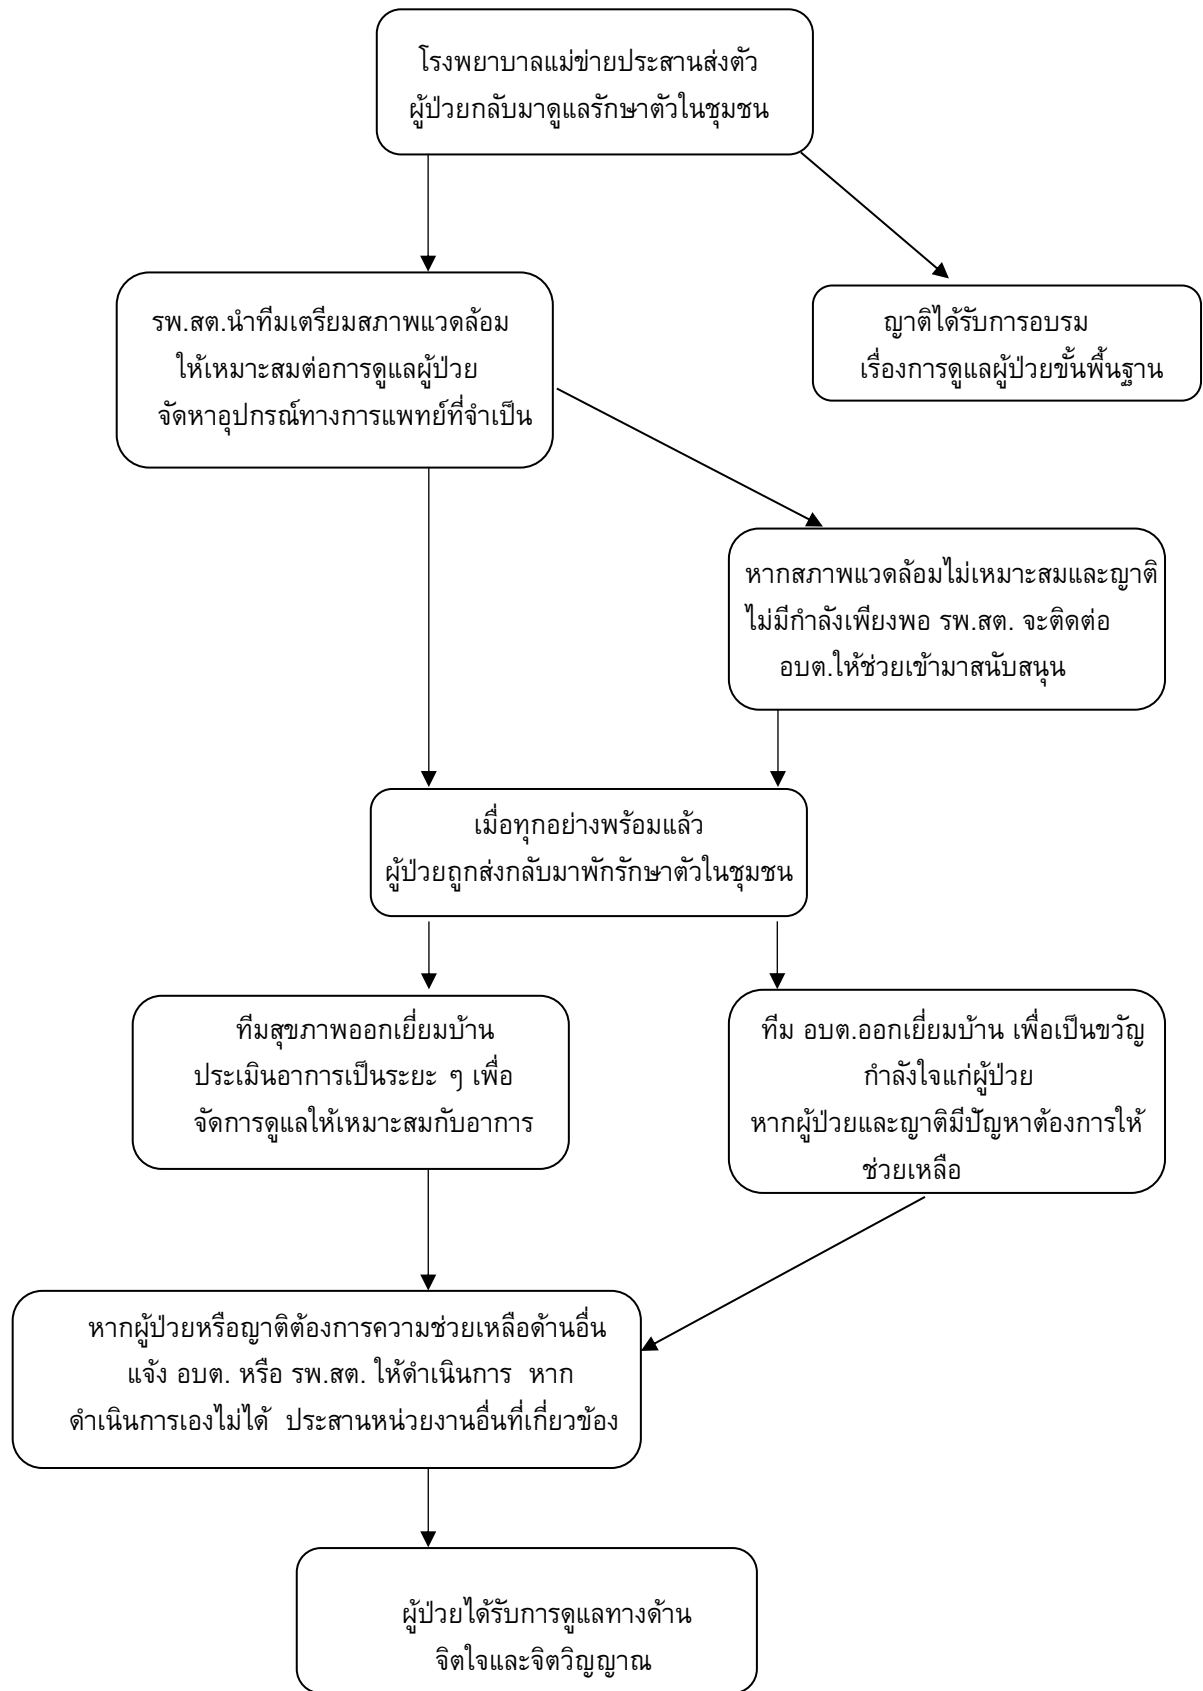 โรงพยาบาลแม่ข่ายประสานส่งตัว
ผู้ป่วยกลับมาดูแลรักษาตัวในชุมชน
รพ.สต.นำทีมเตรียมสภาพแวดล้อม
ให้เหมาะสมต่อการดูแลผู้ป่วย
จัดหาอุปกรณ์ทางการแพทย์ที่จำเป็น
ญาติได้รับการอบรม
เรื่องการดูแลผู้ป่วยขั้นพื้นฐาน
หากสภาพแวดล้อมไม่เหมาะสมและญาติ
ไม่มีกำลังเพียงพอ รพ.สต. จะติดต่อ
อบต.ให้ช่วยเข้ามาสนับสนุน
เมื่อทุกอย่างพร้อมแล้ว
ผู้ป่วยถูกส่งกลับมาพักรักษาตัวในชุมชน
ทีมสุขภาพออกเยี่ยมบ้าน
ประเมินอาการเป็นระยะ ๆ เพื่อ
จัดการดูแลให้เหมาะสมกับอาการ
ทีม อบต.ออกเยี่ยมบ้าน เพื่อเป็นขวัญ
กำลังใจแก่ผู้ป่วย
หากผู้ป่วยและญาติมีปัญหาต้องการให้
ช่วยเหลือ
หากผู้ป่วยหรือญาติต้องการความช่วยเหลือด้านอื่น
แจ้ง อบต. หรือ รพ.สต. ให้ดำเนินการ  หาก
ดำเนินการเองไม่ได้  ประสานหน่วยงานอื่นที่เกี่ยวข้อง
ผู้ป่วยได้รับการดูแลทางด้าน
จิตใจและจิตวิญญาณ